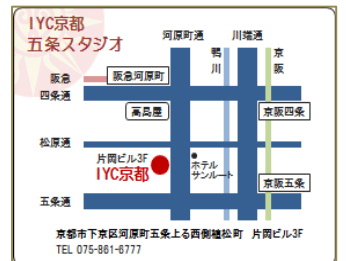 IYC京都
五条スタジオ
河原町通
川端通
鴨川
京阪
阪急
阪急河原町
四条通
高島屋
京阪四条
松原通
片岡ビル3F
IYC京都
ホテル
サンルート
京阪五条
五条通
京都市下京区河原町五条上る西側植松町 片岡ビル3F
TEL 075-861-6777